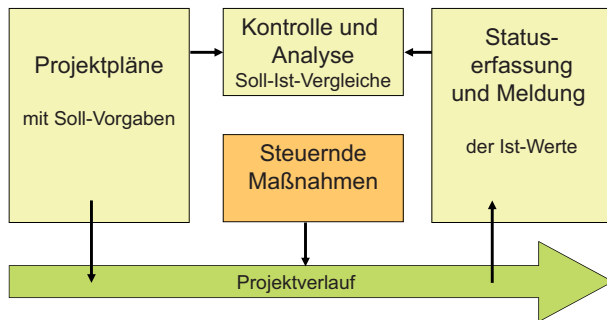 Projektpläne
mit Soll-Vorgaben
Kontrolle und
Analyse
Soll-Ist-Vergleiche
Status-
erfassung
und Meldung
der Ist-Werte
Steuernde
Maßnahmen
Projektverlauf